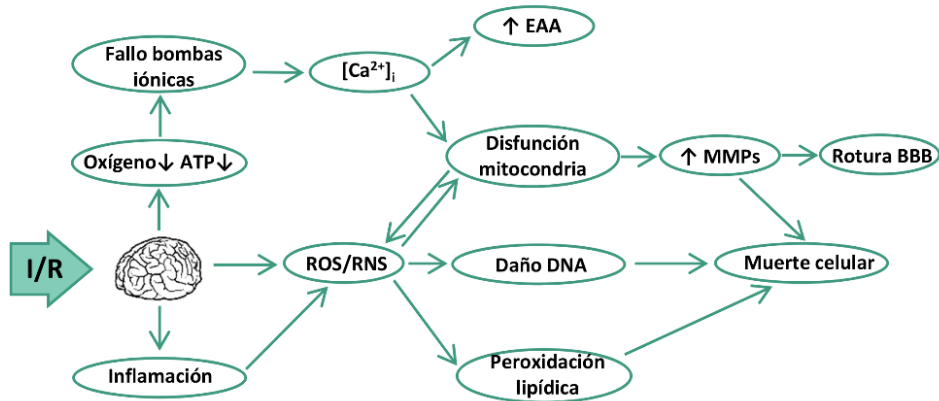 ↑ EAA
Fallo bombas
iónicas
[Ca²⁺]ᵢ
Oxígeno↓ ATP↓
Disfunción
mitocondria
↑ MMPs
Rotura BBB
I/R
ROS/RNS
Daño DNA
Muerte celular
Inflamación
Peroxidación
lipídica